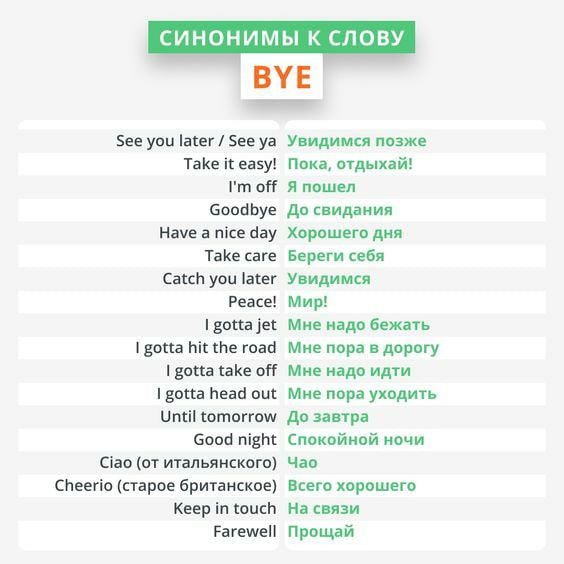 СИНОНИМЫ К СЛОВУ
BYE
See you later / See ya Увидимся позже
Take it easy! Пока, отдыхай!
I'm off Я пошел
Goodbye До свидания
Have a nice day Хорошего дня
Take care Береги себя
Catch you later Увидимся
Peace! Мир!
I gotta jet Мне надо бежать
I gotta hit the road Мне пора в дорогу
I gotta take off Мне надо идти
I gotta head out Мне пора уходить
Until tomorrow До завтра
Good night Спокойной ночи
Ciao (от итальянского) Чао
Cheerio (старое британское) Всего хорошего
Keep in touch На связи
Farewell Прощай